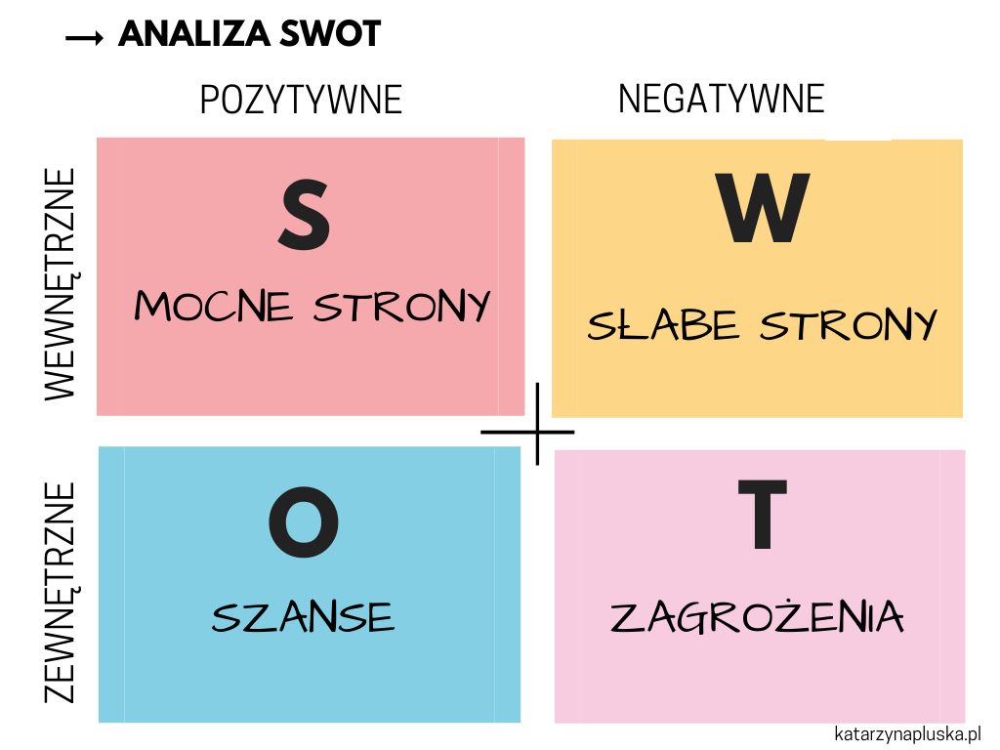 → ANALIZA SWOT
POZYTYWNE
NEGATYWNE
WEWNĘTRZNE
S
MOCNE STRONY
W
SŁABE STRONY
ZEWNĘTRZNE
O
SZANSE
T
ZAGROŻENIA
katarzynapluska.pl